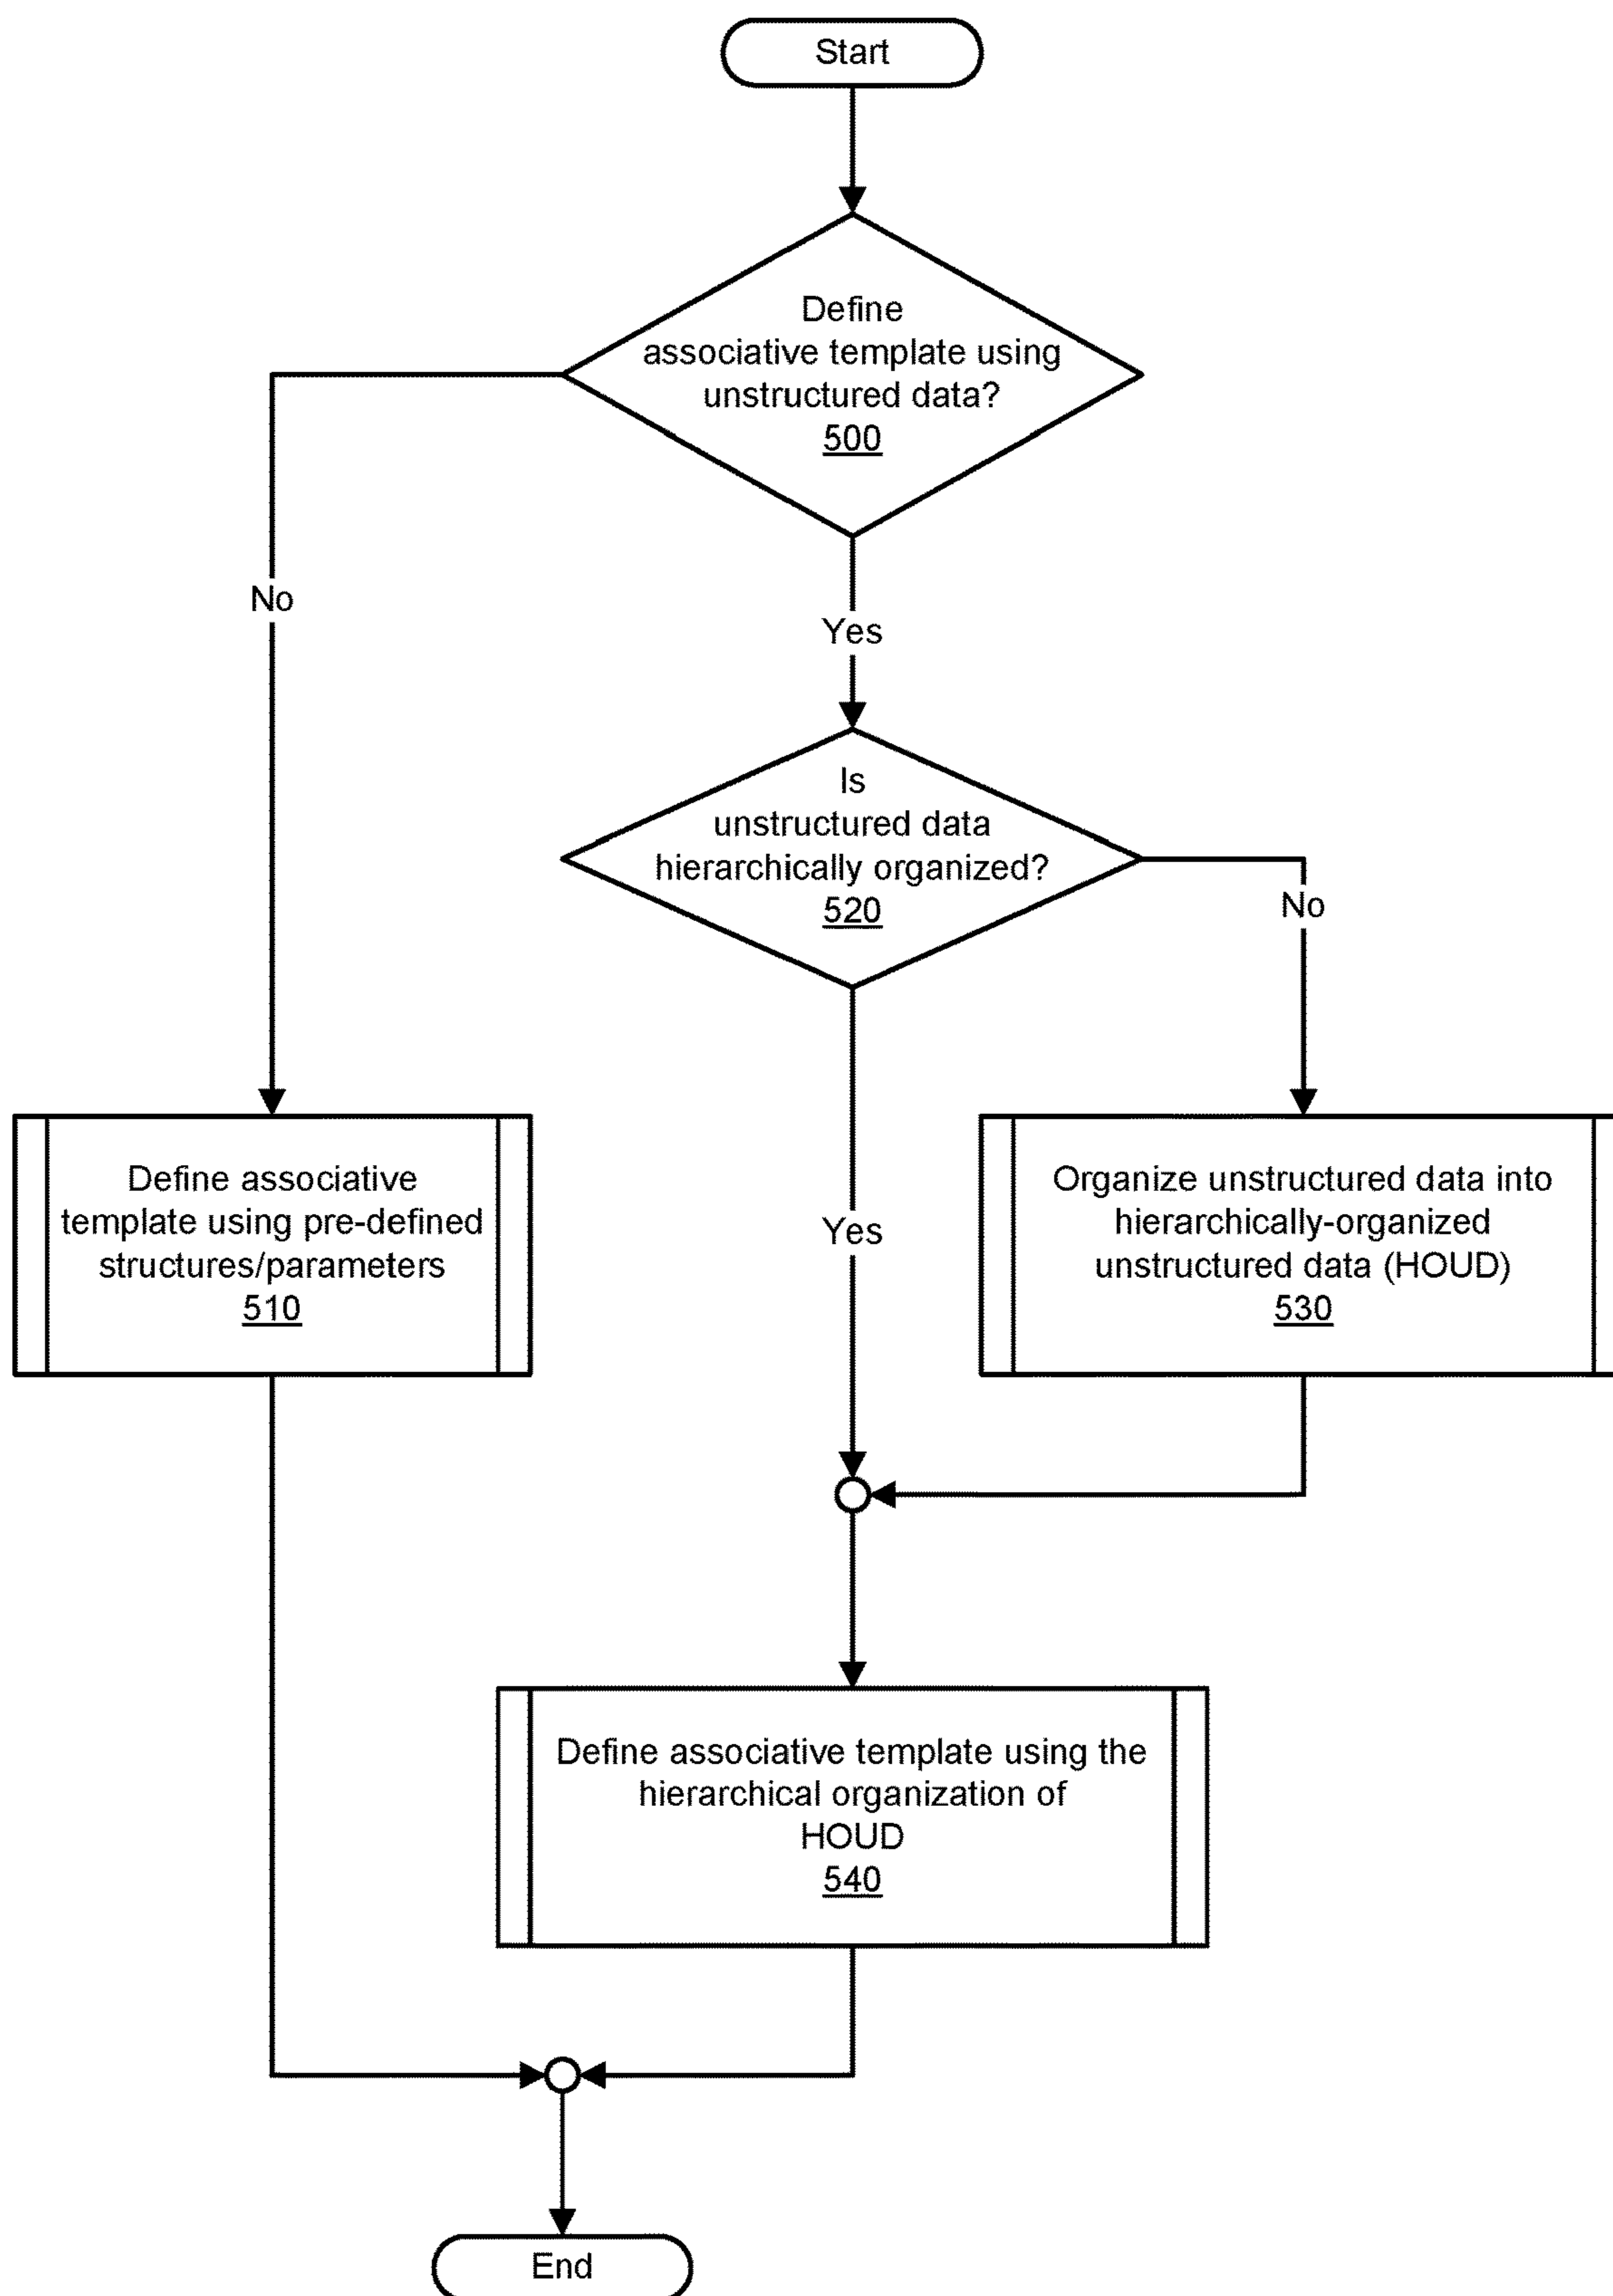 Start
Define
associative template using
unstructured data?
500
No
Yes
Is
unstructured data
hierarchically organized?
520
No
Define associative
template using pre-defined
structures/parameters
510
Yes
Organize unstructured data into
hierarchically-organized
unstructured data (HOUD)
530
Define associative template using the
hierarchical organization of
HOUD
540
End